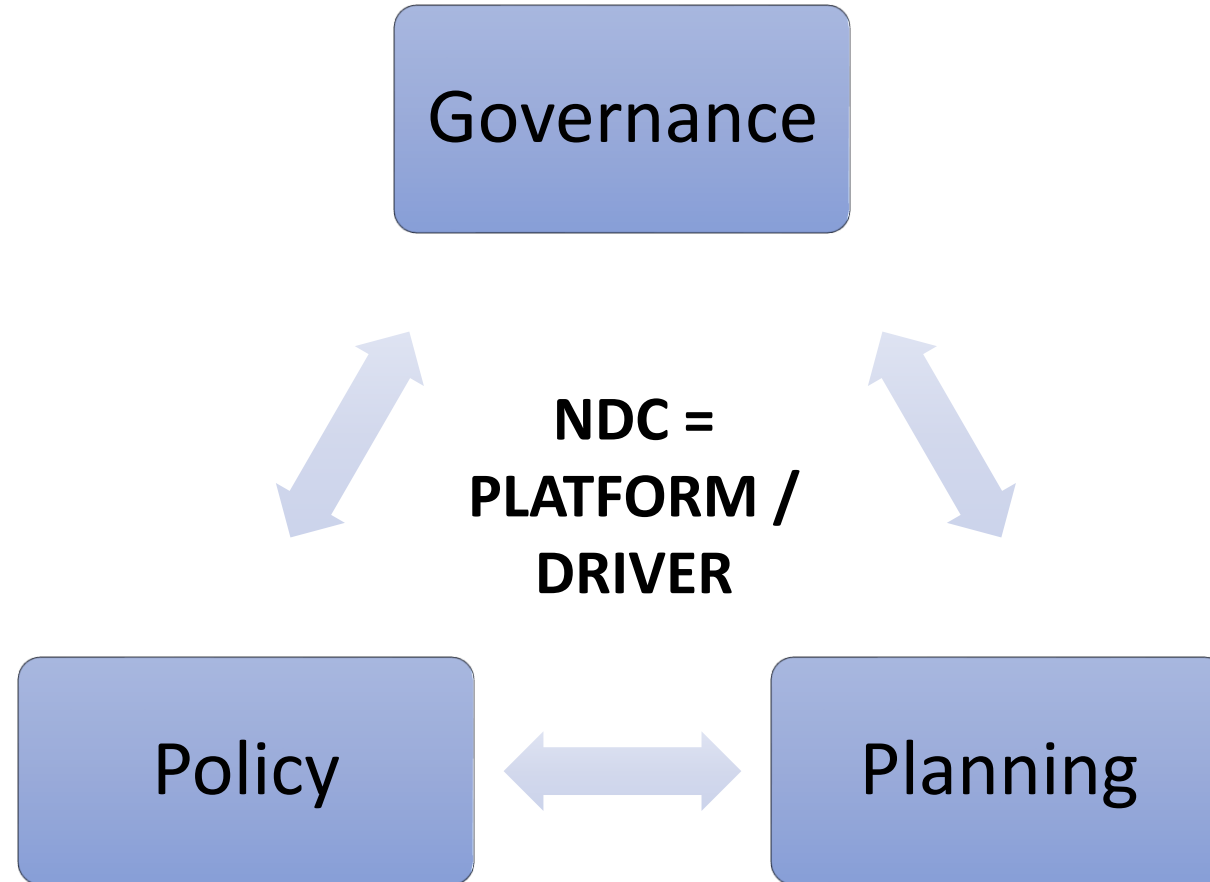 Governance
NDC =
PLATFORM /
DRIVER
Policy
Planning